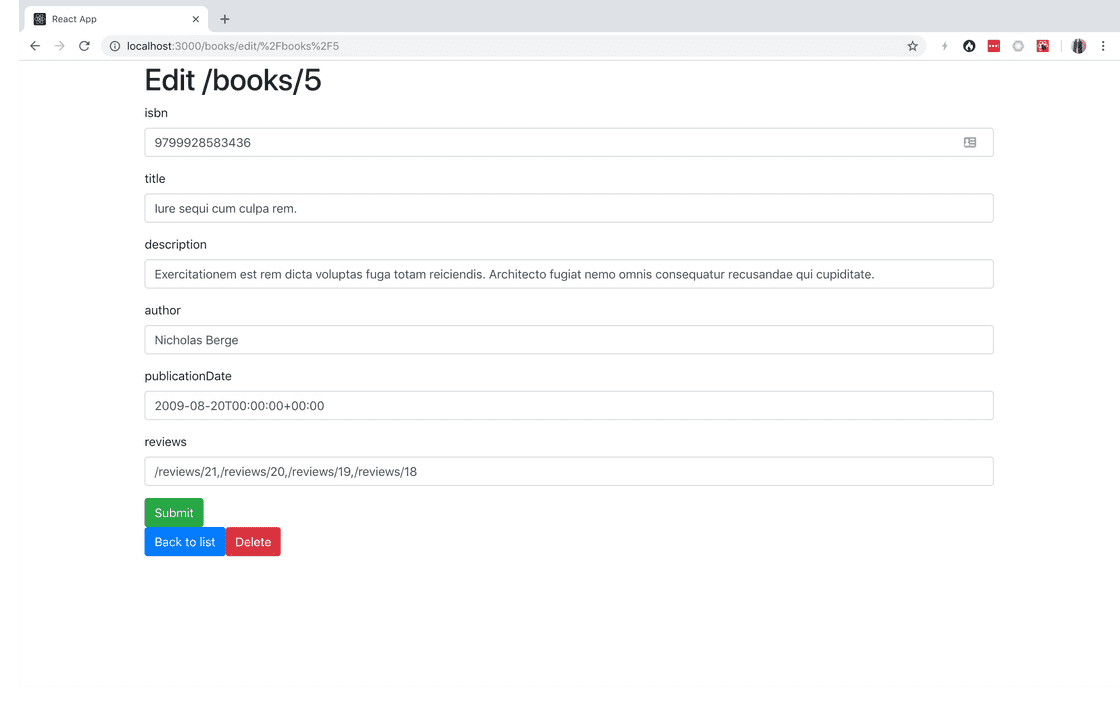 React App
localhost:3000/books/edit/%2Fbooks%2F5
Edit /books/5
isbn
9799928583436
title
Iure sequi cum culpa rem.
description
Exercitationem est rem dicta voluptas fuga totam reiciendis. Architecto fugiat nemo omnis consequatur recusandae qui cupiditate.
author
Nicholas Berge
publicationDate
2009-08-20T00:00:00+00:00
reviews
/reviews/21,/reviews/20,/reviews/19,/reviews/18
Submit
Back to list Delete